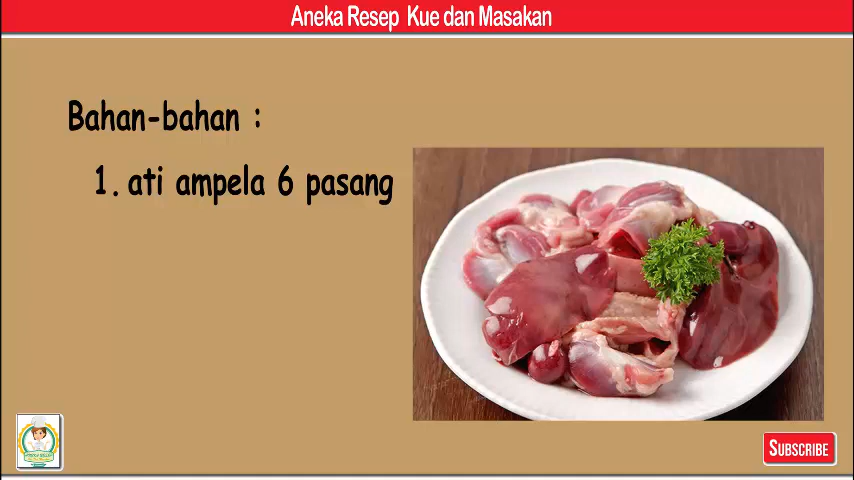 Aneka Resep Kue dan Masakan
Bahan-bahan :
1. ati ampela 6 pasang
SUBSCRIBE